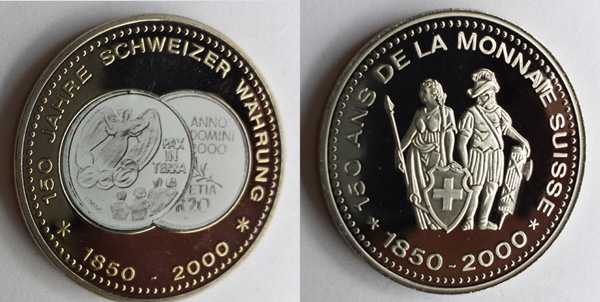 150 JAHRE SCHWEIZER WÄHRUNG
* 1850 2000 *
PAX
IN
TERRA
ANNO
DOMINI
2000
20
150 ANS DE LA MONNAIE SUISSE
* 1850-2000 *